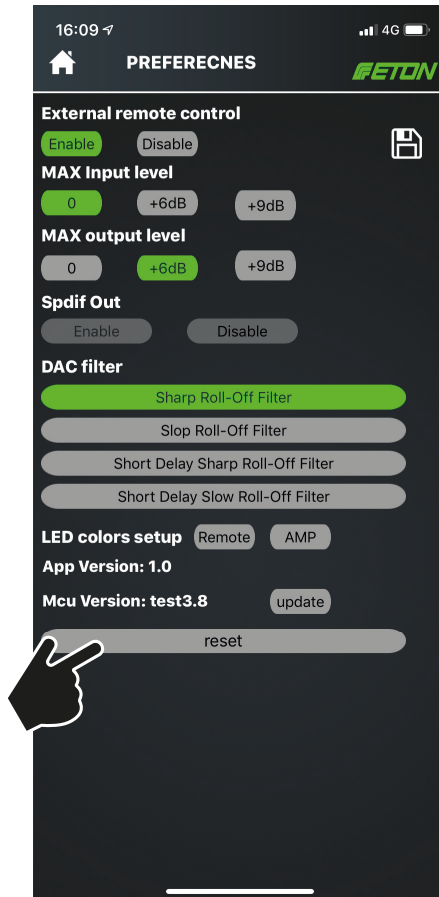 16:09 4G
PREFERECNES ETON
External remote control
Enable Disable
MAX Input level
0 +6dB +9dB
MAX output level
0 +6dB +9dB
Spdif Out
Enable Disable
DAC filter
Sharp Roll-Off Filter
Slop Roll-Off Filter
Short Delay Sharp Roll-Off Filter
Short Delay Slow Roll-Off Filter
LED colors setup Remote AMP
App Version: 1.0
Mcu Version: test3.8 update
reset